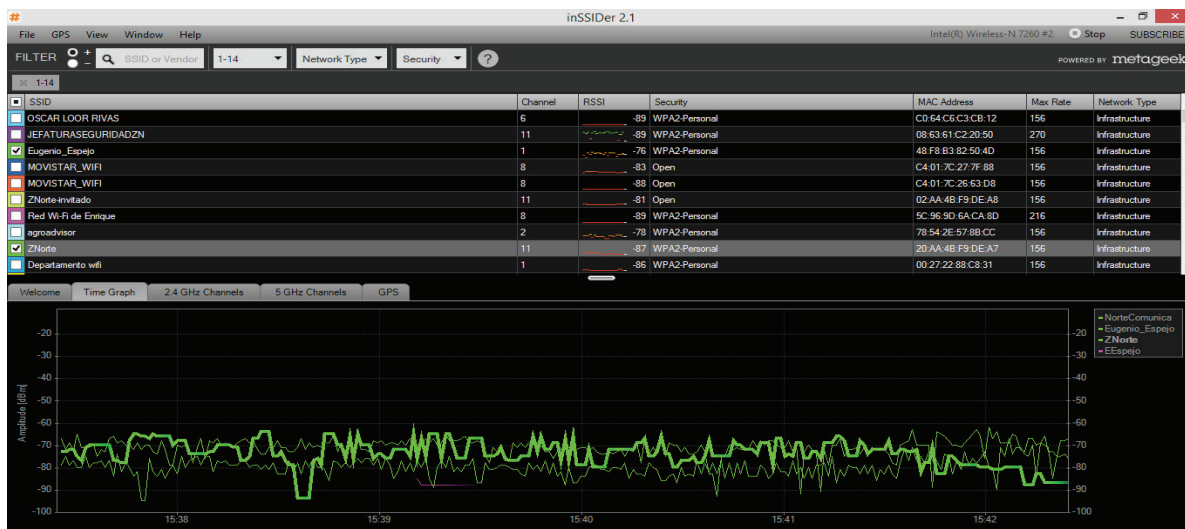 inSSIDer 2.1
File GPS View Window Help Intel(R) Wireless-N 7260 #2 Stop SUBSCRIBE
FILTER + - SSID or Vendor 1-14 Network Type Security ? POWERED BY metageek
1-14
SSID Channel RSSI Security MAC Address Max Rate Network Type
OSCAR LOOR RIVAS 6 -89 WPA2-Personal C0:64:C6:C3:CB:12 156 Infrastructure
JEFATURASEGURIDADZN 11 -89 WPA2-Personal 08:63:61:C2:20:50 270 Infrastructure
Eugenio_Espejo 1 -76 WPA2-Personal 48:F8:B3:82:50:4D 156 Infrastructure
MOVISTAR_WIFI 8 -83 Open C4:01:7C:27:7F:88 156 Infrastructure
MOVISTAR_WIFI 8 -88 Open C4:01:7C:26:63:D8 156 Infrastructure
ZNorte-invitado 11 -81 Open 02:AA:4B:F9:DE:A8 156 Infrastructure
Red Wi-Fi de Enrique 8 -89 WPA2-Personal 5C:96:9D:6A:CA:8D 216 Infrastructure
agroadvisor 2 -78 WPA2-Personal 78:54:2E:57:8B:CC 156 Infrastructure
ZNorte 11 -87 WPA2-Personal 20:AA:4B:F9:DE:A7 156 Infrastructure
Departamento wifi 1 -86 WPA2-Personal 00:27:22:88:C8:31 156 Infrastructure
Welcome Time Graph 2.4 GHz Channels 5 GHz Channels GPS
NorteComunica
Eugenio_Espejo
ZNorte
EEspejo
Amplitude [dBm]
-20 -20
-30 -30
-40 -40
-50 -50
-60 -60
-70 -70
-80 -80
-90 -90
-100 -100
15:38 15:39 15:40 15:41 15:42